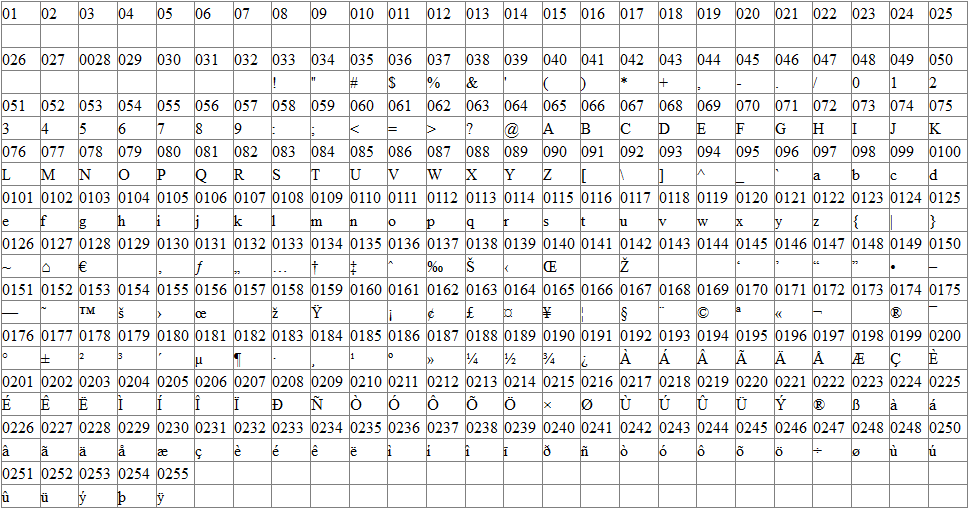 01 02 03 04 05 06 07 08 09 010 011 012 013 014 015 016 017 018 019 020 021 022 023 024 025
026 027 0028 029 030 031 032 033 034 035 036 037 038 039 040 041 042 043 044 045 046 047 048 049 050
! " # $ % & ' ( ) * + , - . / 0 1 2
051 052 053 054 055 056 057 058 059 060 061 062 063 064 065 066 067 068 069 070 071 072 073 074 075
3 4 5 6 7 8 9 : ; < = > ? @ A B C D E F G H I J K
076 077 078 079 080 081 082 083 084 085 086 087 088 089 090 091 092 093 094 095 096 097 098 099 0100
L M N O P Q R S T U V W X Y Z [ \ ] ^ _ ` a b c d
0101 0102 0103 0104 0105 0106 0107 0108 0109 0110 0111 0112 0113 0114 0115 0116 0117 0118 0119 0120 0121 0122 0123 0124 0125
e f g h i j k l m n o p q r s t u v w x y z { | }
0126 0127 0128 0129 0130 0131 0132 0133 0134 0135 0136 0137 0138 0139 0140 0141 0142 0143 0144 0145 0146 0147 0148 0149 0150
~ ⌂ € ‚ ƒ „ … † ‡ ˆ ‰ Š ‹ Œ Ž ‘ ’ “ ” • –
0151 0152 0153 0154 0155 0156 0157 0158 0159 0160 0161 0162 0163 0164 0165 0166 0167 0168 0169 0170 0171 0172 0173 0174 0175
— ˜ ™ š › œ ž Ÿ ¡ ¢ £ ¤ ¥ ¦ § ¨ © ª « ¬ ® ¯
0176 0177 0178 0179 0180 0181 0182 0183 0184 0185 0186 0187 0188 0189 0190 0191 0192 0193 0194 0195 0196 0197 0198 0199 0200
° ± ² ³ ´ µ ¶ · ¸ ¹ º » ¼ ½ ¾ ¿ À Á Â Ã Ä Å Æ Ç È
0201 0202 0203 0204 0205 0206 0207 0208 0209 0210 0211 0212 0213 0214 0215 0216 0217 0218 0219 0220 0221 0222 0223 0224 0225
É Ê Ë Ì Í Î Ï Ð Ñ Ò Ó Ô Õ Ö × Ø Ù Ú Û Ü Ý ® ß à á
0226 0227 0228 0229 0230 0231 0232 0233 0234 0235 0236 0237 0238 0239 0240 0241 0242 0243 0244 0245 0246 0247 0248 0248 0250
â ã ä å æ ç è é ê ë ì í î ï ð ñ ò ó ô õ ö ÷ ø ù ú
0251 0252 0253 0254 0255
û ü ý þ ÿ